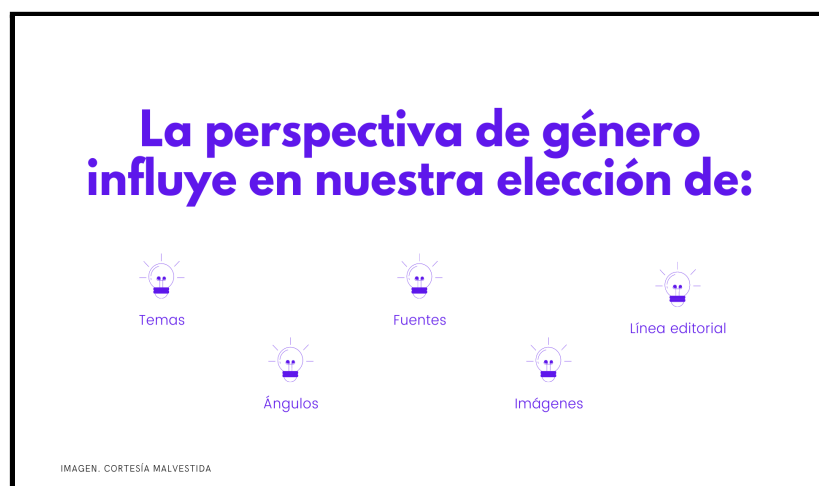 La perspectiva de género
influye en nuestra elección de:
Temas
Fuentes
Línea editorial
Ángulos
Imágenes
IMAGEN. CORTESÍA MALVESTIDA